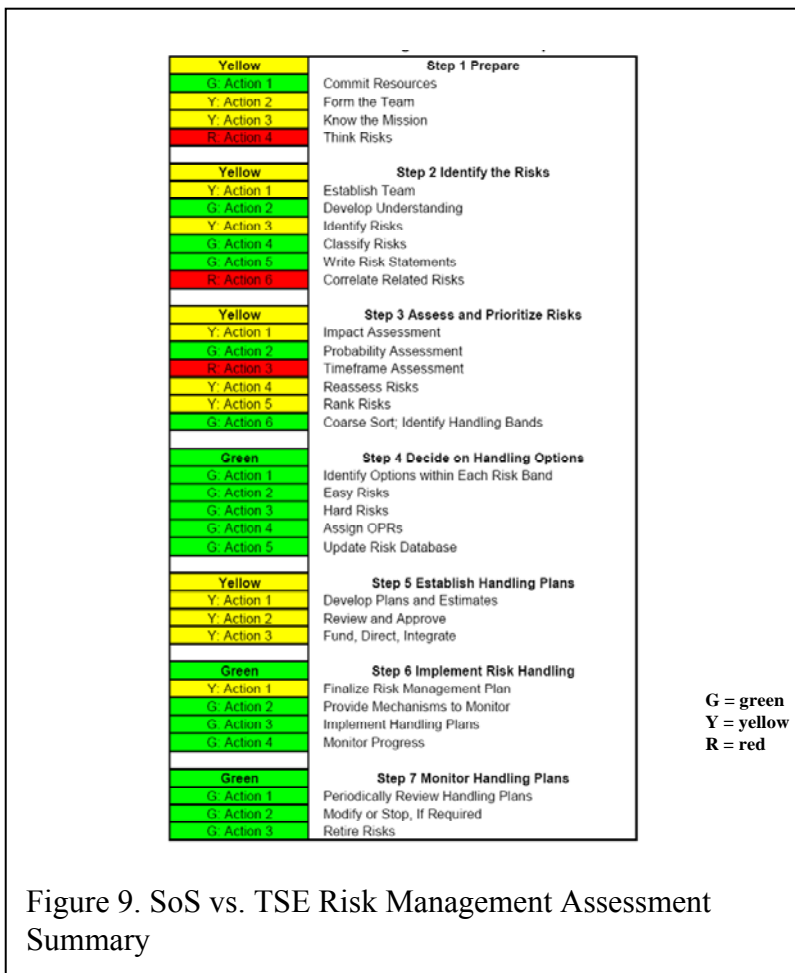 Yellow Step 1 Prepare
G: Action 1 Commit Resources
Y: Action 2 Form the Team
Y: Action 3 Know the Mission
R: Action 4 Think Risks
Yellow Step 2 Identify the Risks
Y: Action 1 Establish Team
G: Action 2 Develop Understanding
Y: Action 3 Identify Risks
G: Action 4 Classify Risks
G: Action 5 Write Risk Statements
R: Action 6 Correlate Related Risks
Yellow Step 3 Assess and Prioritize Risks
Y: Action 1 Impact Assessment
G: Action 2 Probability Assessment
R: Action 3 Timeframe Assessment
Y: Action 4 Reassess Risks
Y: Action 5 Rank Risks
G: Action 6 Coarse Sort; Identify Handling Bands
Green Step 4 Decide on Handling Options
G: Action 1 Identify Options within Each Risk Band
G: Action 2 Easy Risks
G: Action 3 Hard Risks
G: Action 4 Assign OPRs
G: Action 5 Update Risk Database
Yellow Step 5 Establish Handling Plans
Y: Action 1 Develop Plans and Estimates
Y: Action 2 Review and Approve
Y: Action 3 Fund, Direct, Integrate
Green Step 6 Implement Risk Handling
Y: Action 1 Finalize Risk Management Plan
G: Action 2 Provide Mechanisms to Monitor
G: Action 3 Implement Handling Plans
G: Action 4 Monitor Progress
Green Step 7 Monitor Handling Plans
G: Action 1 Periodically Review Handling Plans
G: Action 2 Modify or Stop, If Required
G: Action 3 Retire Risks
G = green
Y = yellow
R = red
Figure 9. SoS vs. TSE Risk Management Assessment
Summary